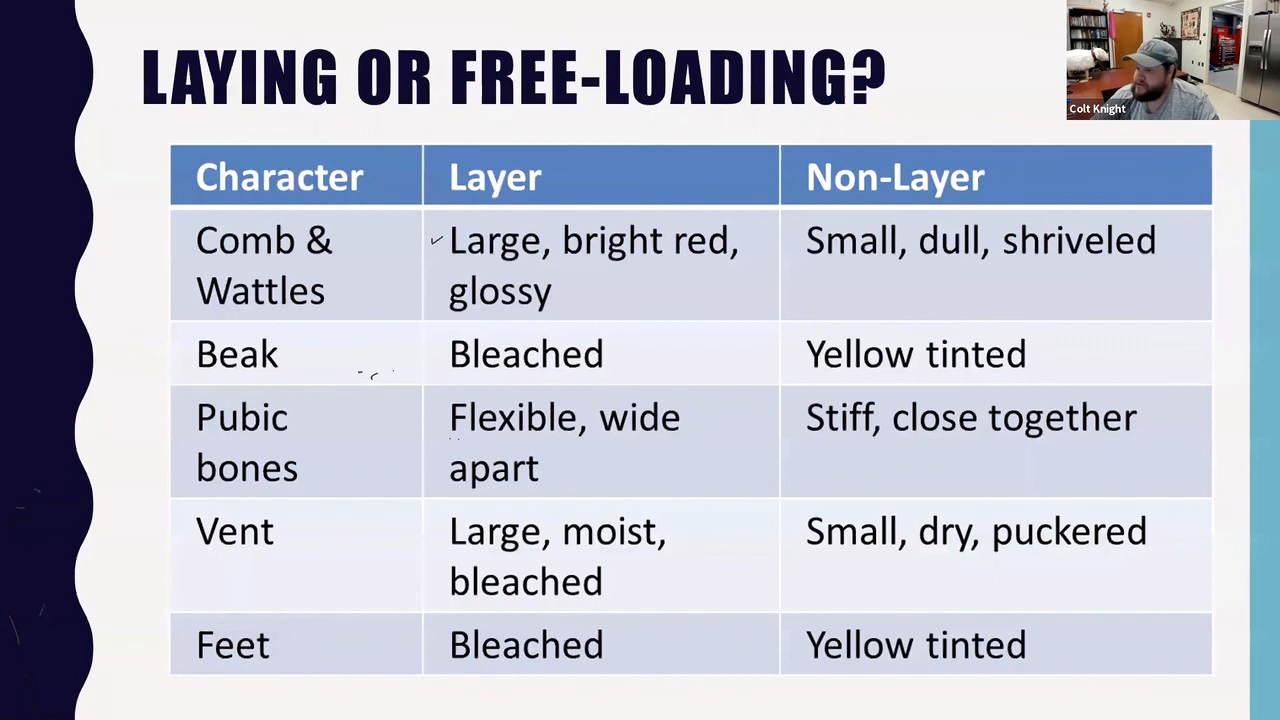 LAYING OR FREE-LOADING?
Colt Knight
Character Layer Non-Layer
Comb & Large, bright red, Small, dull, shriveled
Wattles glossy
Beak Bleached Yellow tinted
Pubic Flexible, wide Stiff, close together
bones apart
Vent Large, moist, Small, dry, puckered
bleached
Feet Bleached Yellow tinted